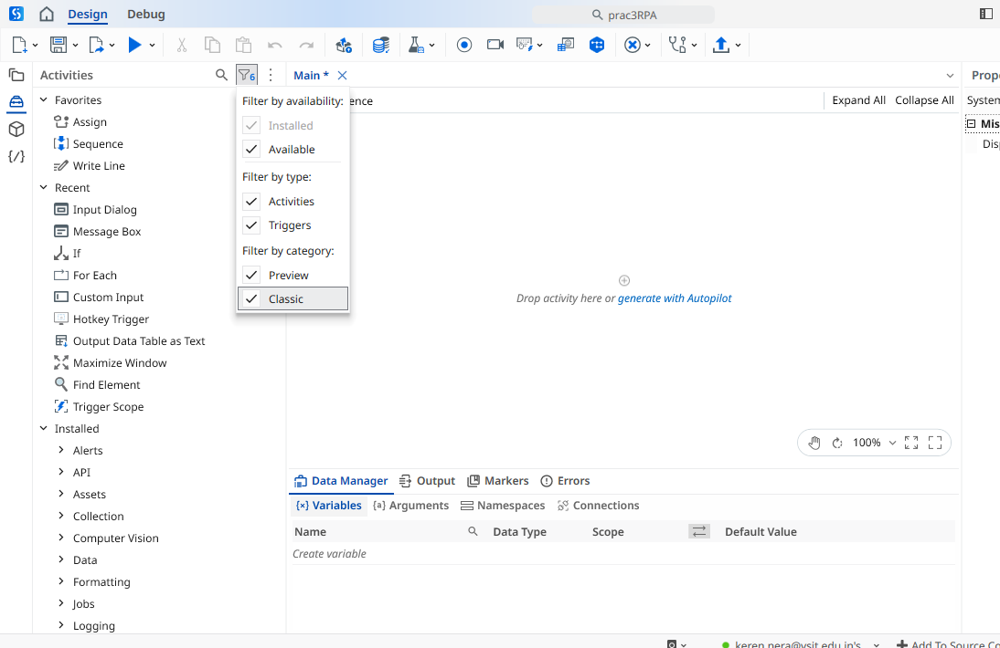 Design
Debug
prac3RPA
Activities
6
Main *
Prope
Filter by availability:
ence
Expand All
Collapse All
System
Installed
Available
Filter by type:
Activities
Triggers
Filter by category:
Preview
Classic
Favorites
Assign
Sequence
Write Line
Recent
Input Dialog
Message Box
If
For Each
Custom Input
Hotkey Trigger
Output Data Table as Text
Maximize Window
Find Element
Trigger Scope
Installed
Alerts
API
Assets
Collection
Computer Vision
Data
Formatting
Jobs
Logging
Mis
Dis
Drop activity here or generate with Autopilot
100%
Data Manager
Output
Markers
Errors
Variables
Arguments
Namespaces
Connections
Name
Data Type
Scope
Default Value
Create variable
keren.nera@vsit.edu.in's
Add To Source Co